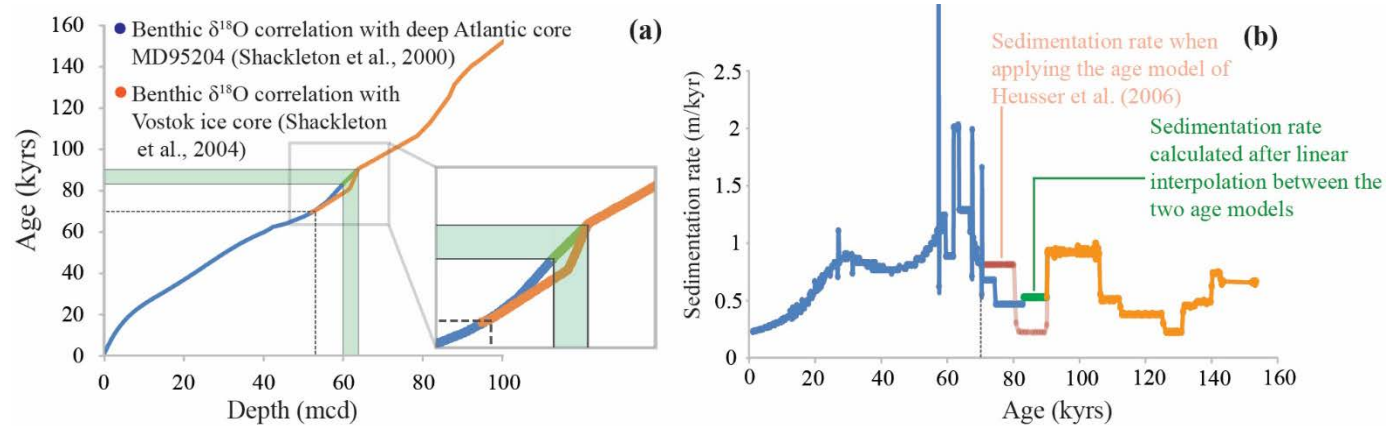 (a)
Benthic δ¹⁸O correlation with deep Atlantic core
MD95204 (Shackleton et al., 2000)
Benthic δ¹⁸O correlation with
Vostok ice core (Shackleton
et al., 2004)
Age (kyrs)
160
140
120
100
80
60
40
20
0
0 20 40 60 80 100
Depth (mcd)
(b)
Sedimentation rate when
applying the age model of
Heusser et al. (2006)
Sedimentation rate
calculated after linear
interpolation between the
two age models
Sedimentation rate (m/kyr)
2.5
2
1.5
1
0.5
0
0 20 40 60 80 100 120 140 160
Age (kyrs)